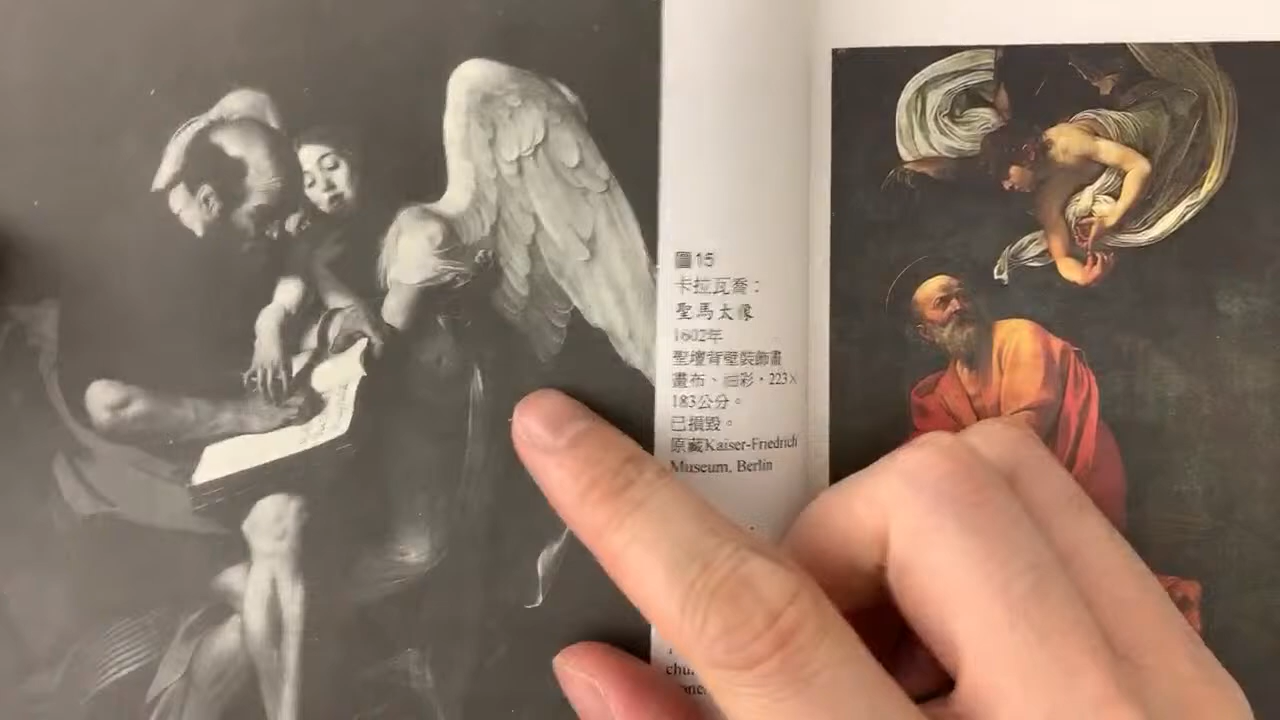 圖15
卡拉瓦喬：
聖馬太像
1602年
聖壇背壁裝飾畫
畫布、油彩，223×
183公分。
已損毀。
原藏Kaiser-Friedrich
Museum, Berlin